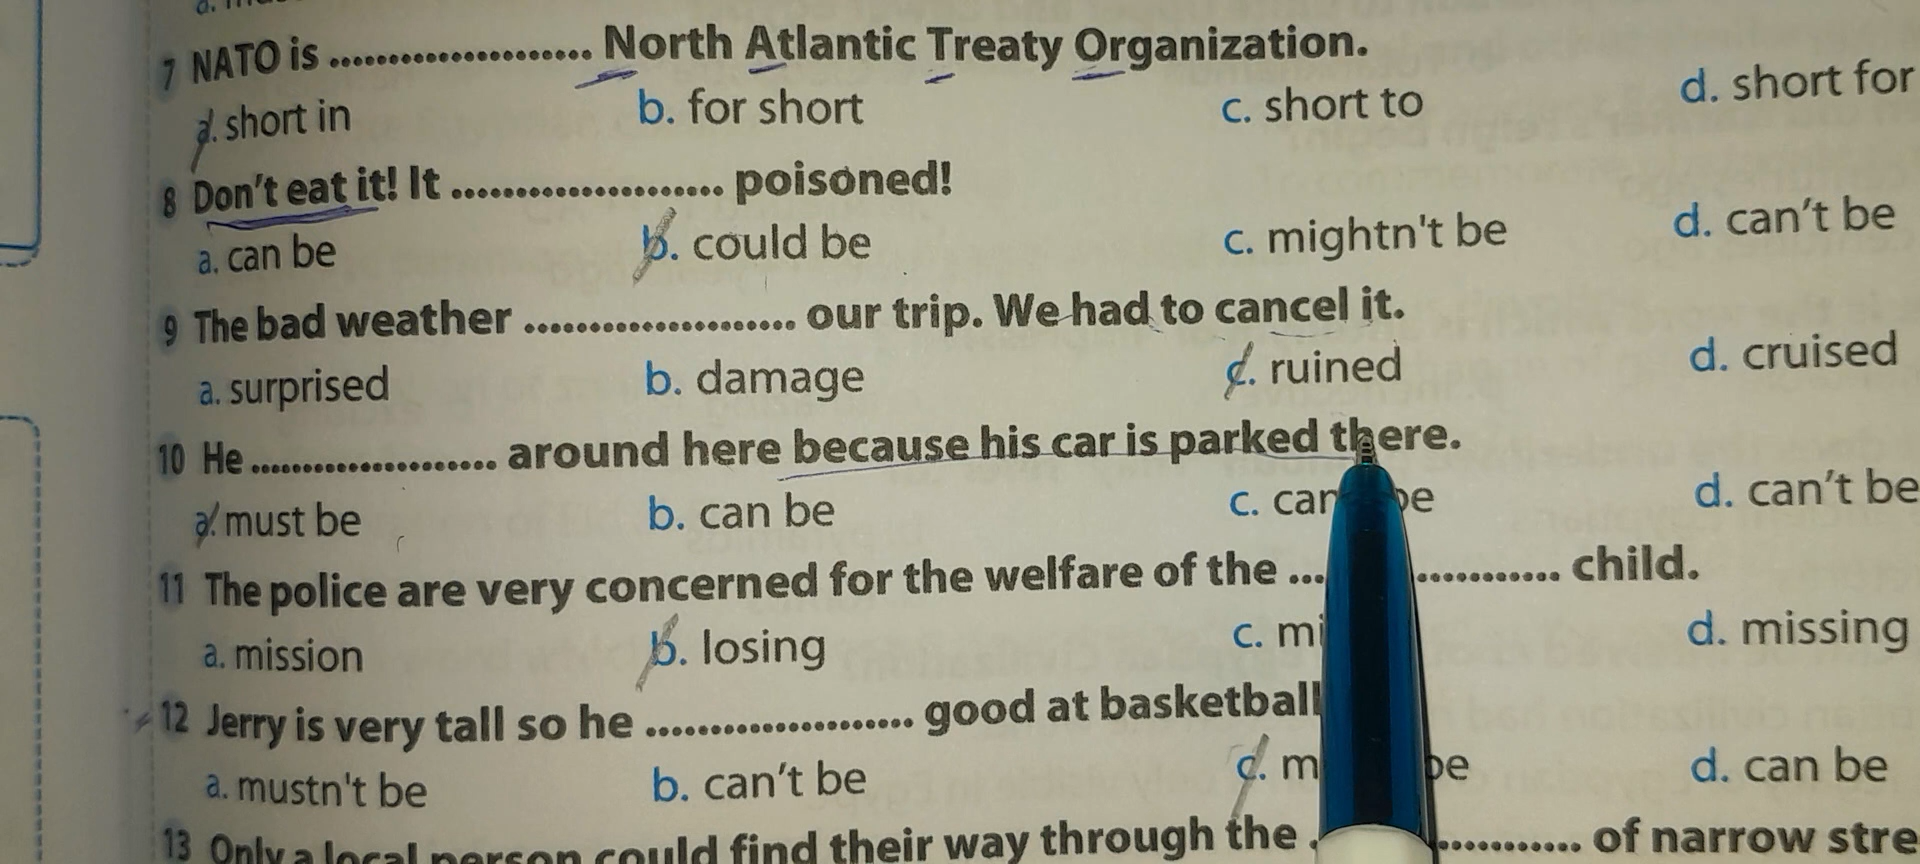 7 NATO is .................... North Atlantic Treaty Organization.
a. short in b. for short c. short to d. short for
8 Don't eat it! It .................... poisoned!
a. can be b. could be c. mightn't be d. can't be
9 The bad weather .................... our trip. We had to cancel it.
a. surprised b. damage c. ruined d. cruised
10 He .................... around here because his car is parked there.
a. must be b. can be c. be d. can't be
11 The police are very concerned for the welfare of the .................... child.
a. mission b. losing c. d. missing
12 Jerry is very tall so he .................... good at basketball
a. mustn't be b. can't be c. be d. can be
13 Only a local person could find their way through the .................... of narrow